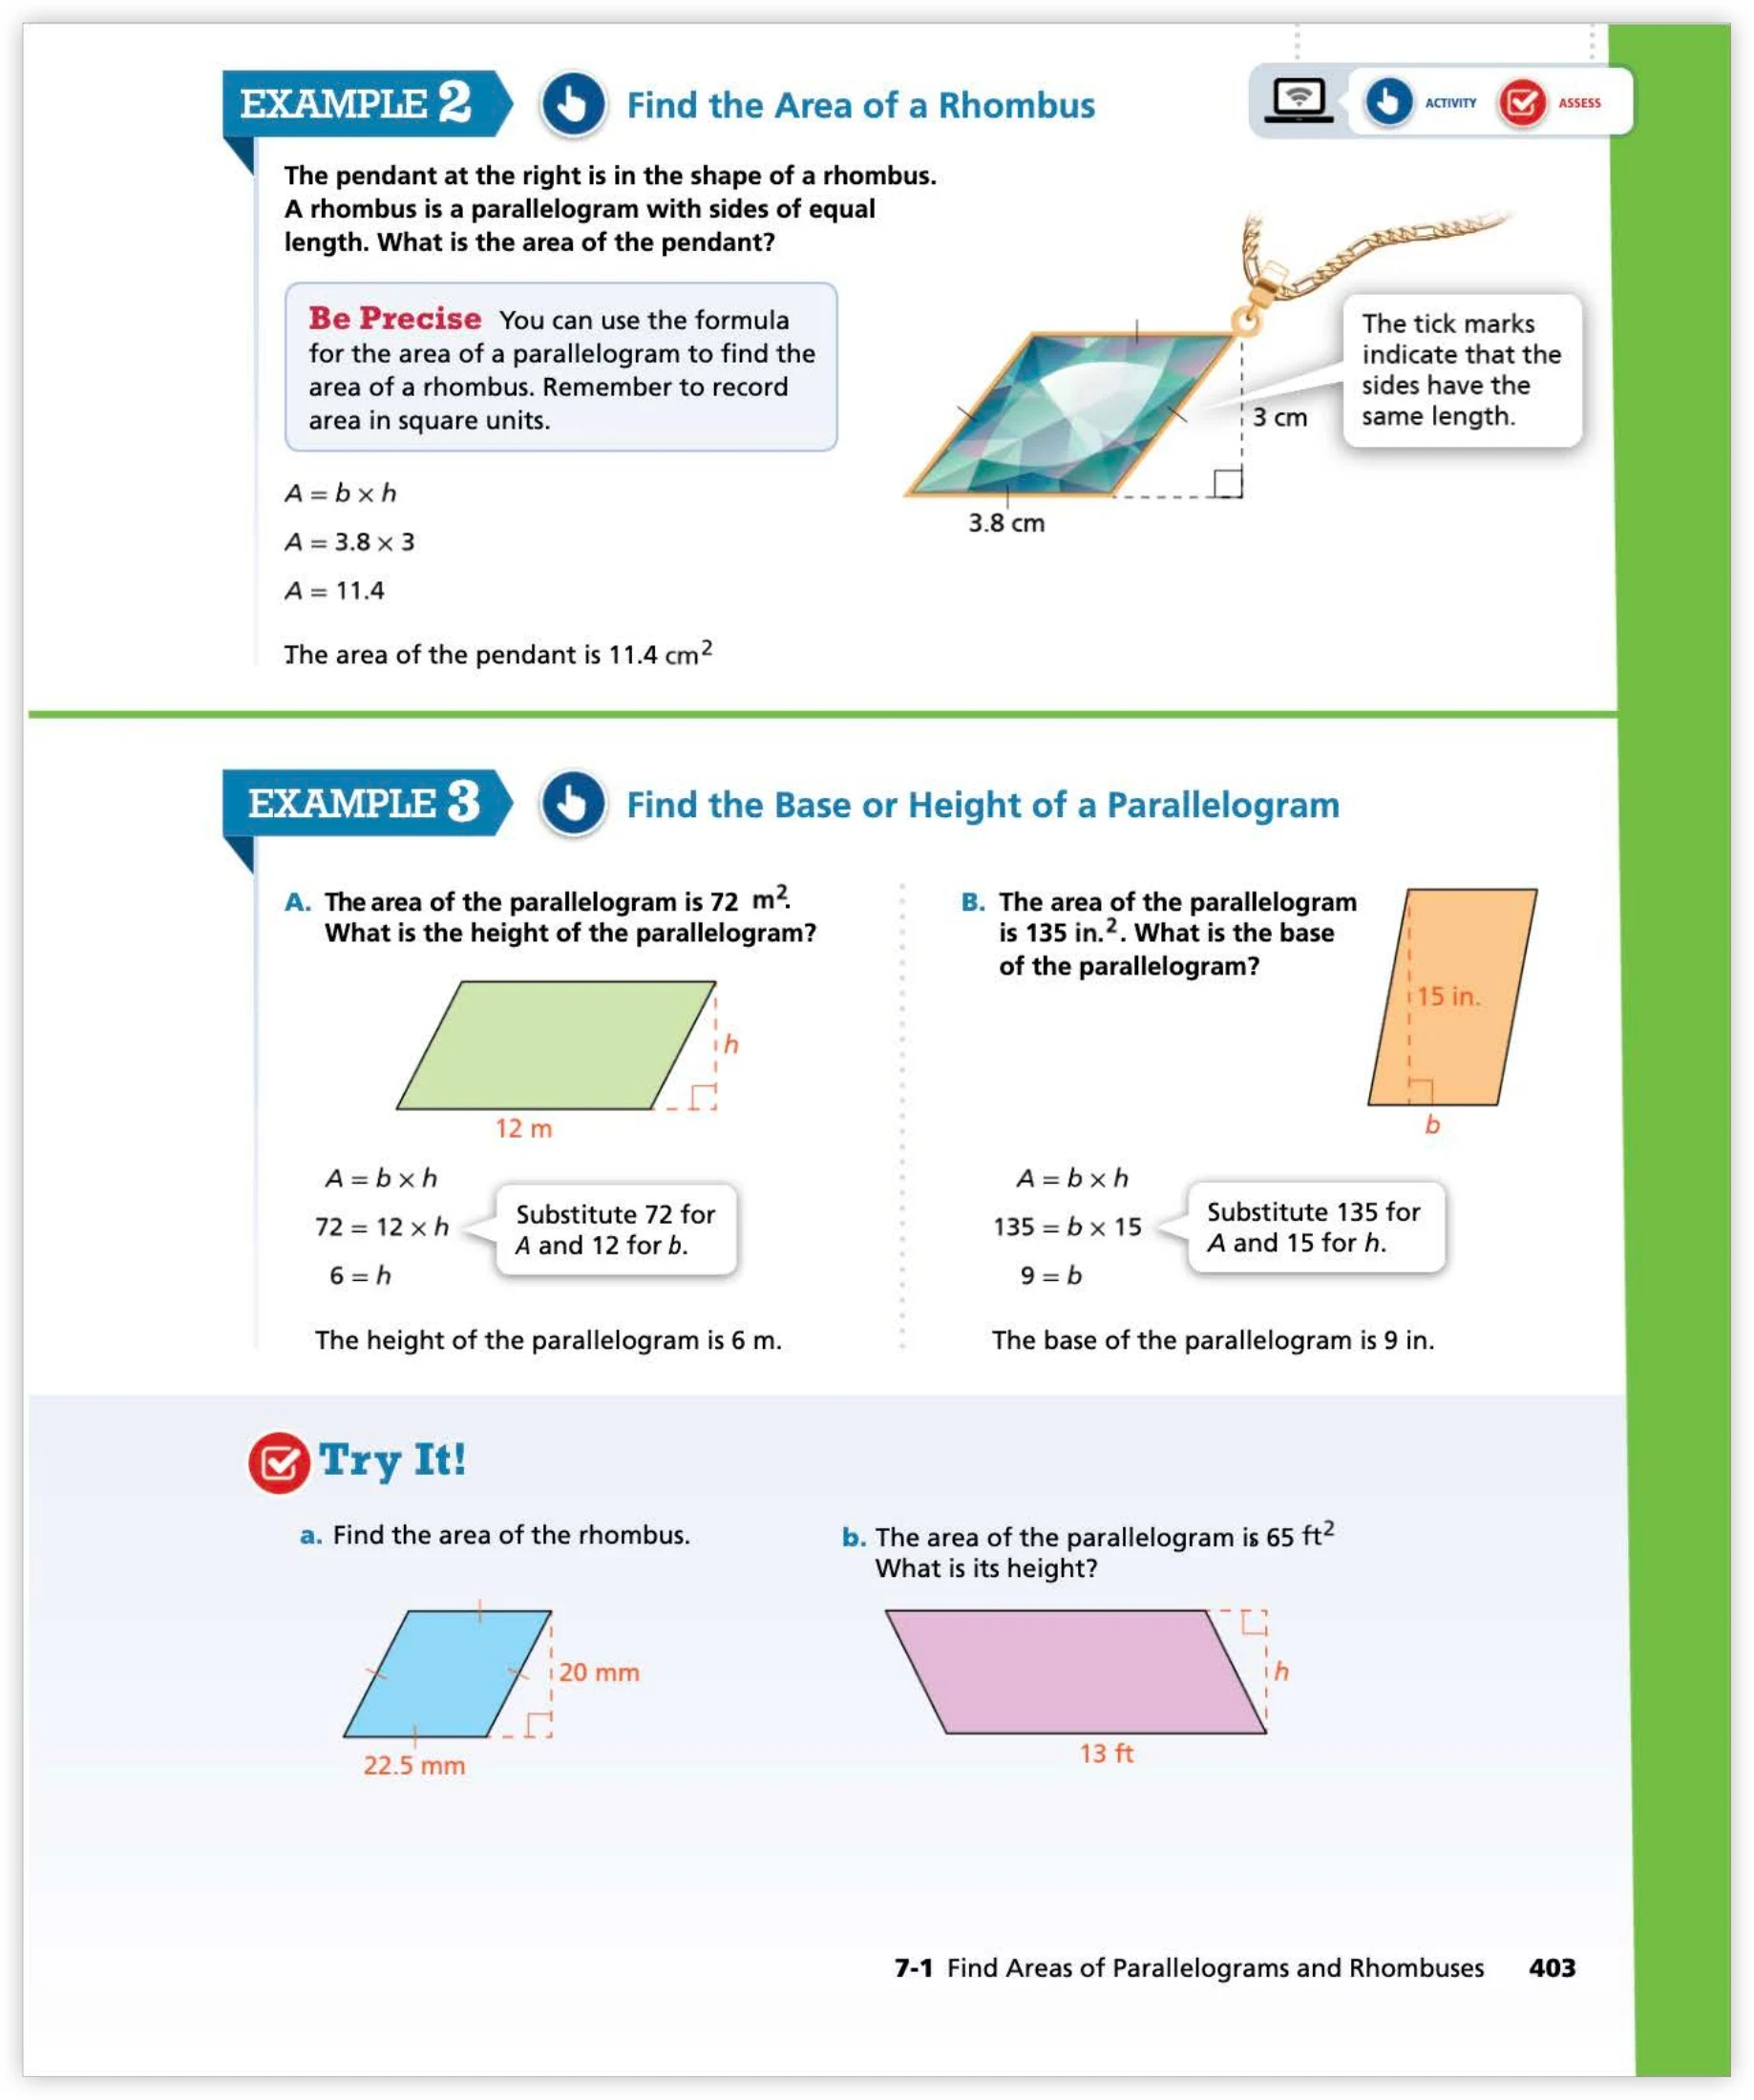 EXAMPLE 2 Find the Area of a Rhombus
ACTIVITY ASSESS
The pendant at the right is in the shape of a rhombus.
A rhombus is a parallelogram with sides of equal
length. What is the area of the pendant?
Be Precise You can use the formula
for the area of a parallelogram to find the
area of a rhombus. Remember to record
area in square units.
The tick marks
indicate that the
sides have the
same length.
3 cm
3.8 cm
A = b × h
A = 3.8 × 3
A = 11.4
The area of the pendant is 11.4 cm²
EXAMPLE 3 Find the Base or Height of a Parallelogram
A. The area of the parallelogram is 72 m².
What is the height of the parallelogram?
h
12 m
A = b × h
72 = 12 × h
6 = h
Substitute 72 for
A and 12 for b.
The height of the parallelogram is 6 m.
B. The area of the parallelogram
is 135 in.². What is the base
of the parallelogram?
15 in.
b
A = b × h
135 = b × 15
9 = b
Substitute 135 for
A and 15 for h.
The base of the parallelogram is 9 in.
Try It!
a. Find the area of the rhombus.
20 mm
22.5 mm
b. The area of the parallelogram is 65 ft²
What is its height?
h
13 ft
7-1 Find Areas of Parallelograms and Rhombuses 403